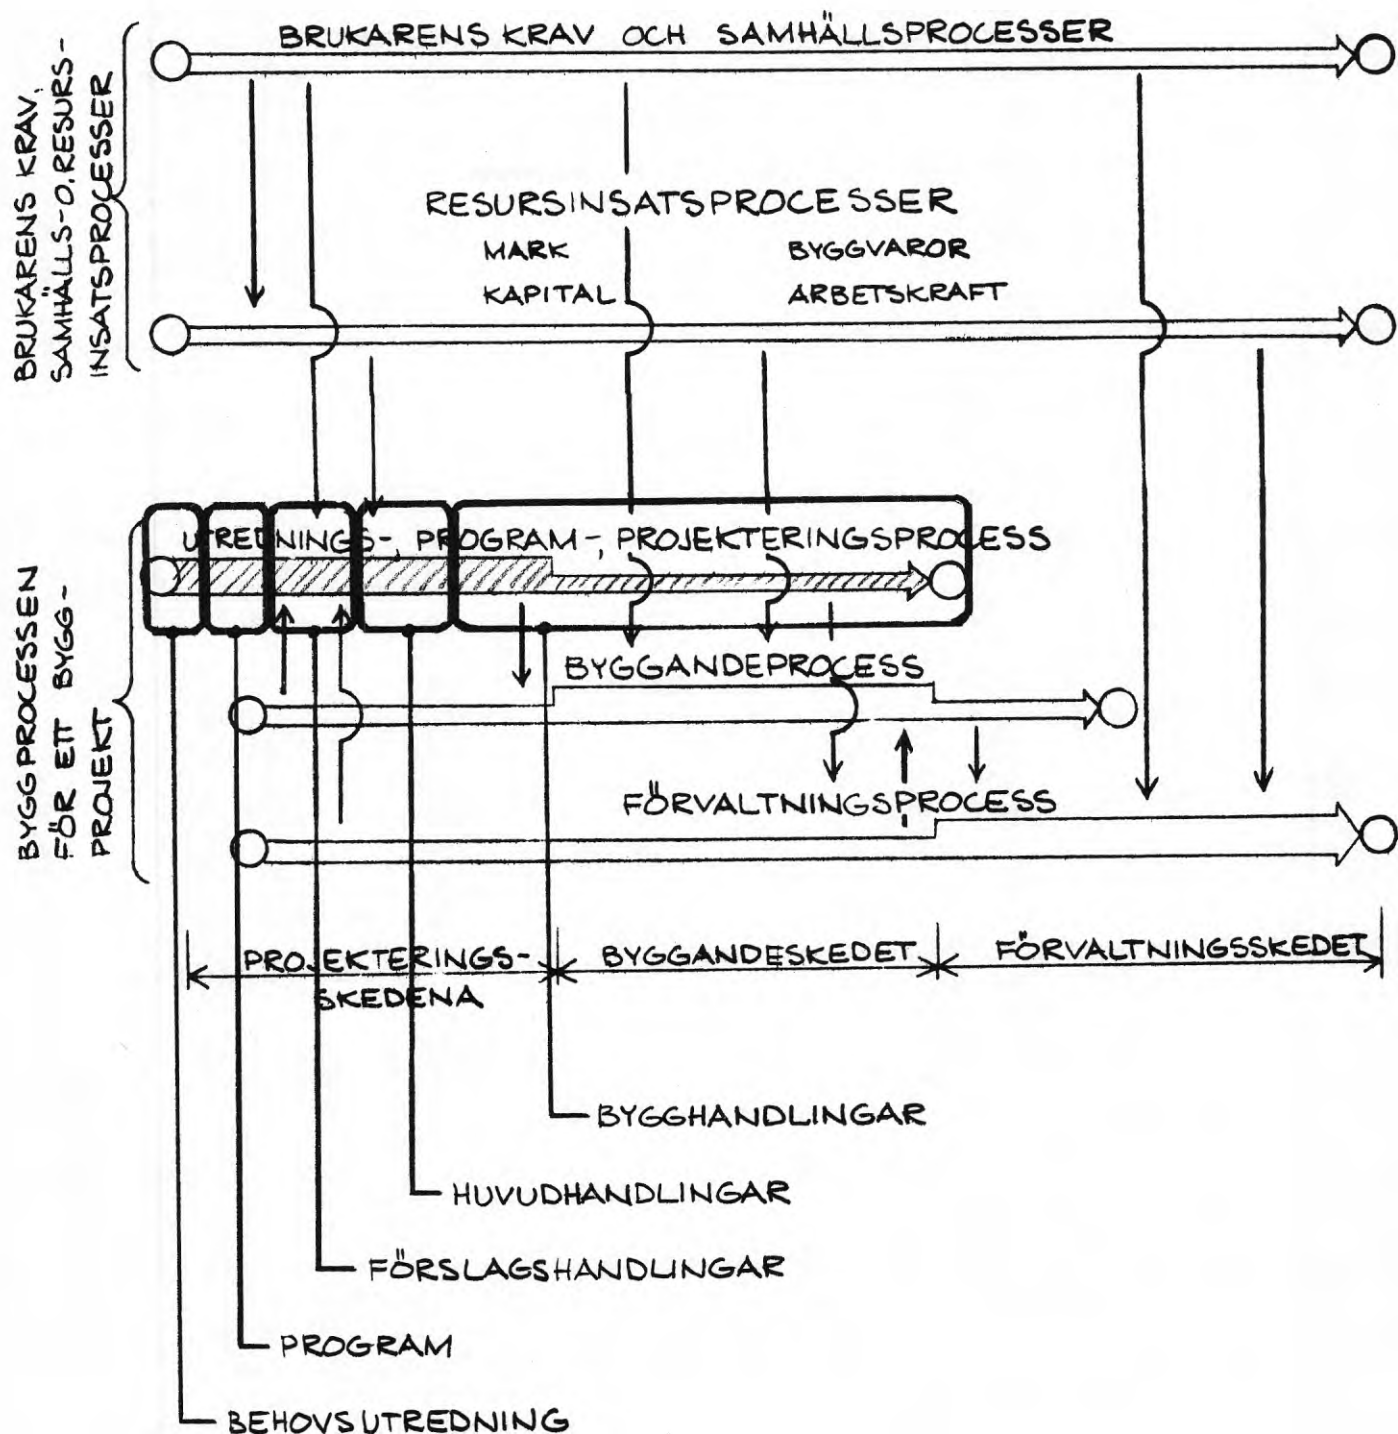 BRUKARENS KRAV OCH SAMHÄLLSPROCESSER
BRUKARENS KRAV,
SAMHÄLLS-O. RESURS-
INSATSPROCESSER
RESURSINSATSPROCESSER
MARK
BYGGVAROR
KAPITAL
ARBETSKRAFT
BYGGPROCESSEN
FÖR ETT BYGG-
PROJEKT
UTREDNINGS-, PROGRAM-, PROJEKTERINGSPROCESS
BYGGANDEPROCESS
FÖRVALTNINGSPROCESS
PROJEKTERINGS-
SKEDENA
BYGGANDESKEDET
FÖRVALTNINGSSKEDET
BYGGHANDLINGAR
HUVUDHANDLINGAR
FÖRSLAGSHANDLINGAR
PROGRAM
BEHOVSUTREDNING